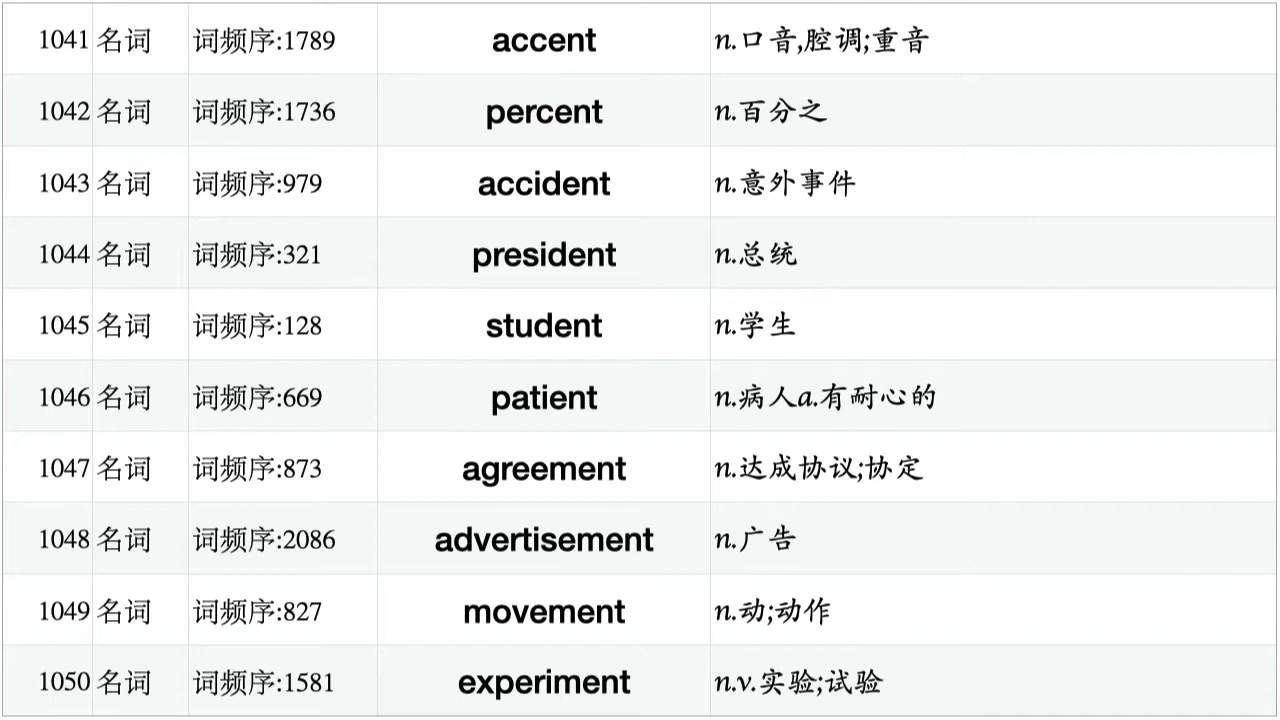 1041 名词 词频序:1789 accent n.口音,腔调;重音
1042 名词 词频序:1736 percent n.百分之
1043 名词 词频序:979 accident n.意外事件
1044 名词 词频序:321 president n.总统
1045 名词 词频序:128 student n.学生
1046 名词 词频序:669 patient n.病人a.有耐心的
1047 名词 词频序:873 agreement n.达成协议;协定
1048 名词 词频序:2086 advertisement n.广告
1049 名词 词频序:827 movement n.动;动作
1050 名词 词频序:1581 experiment n.v.实验;试验